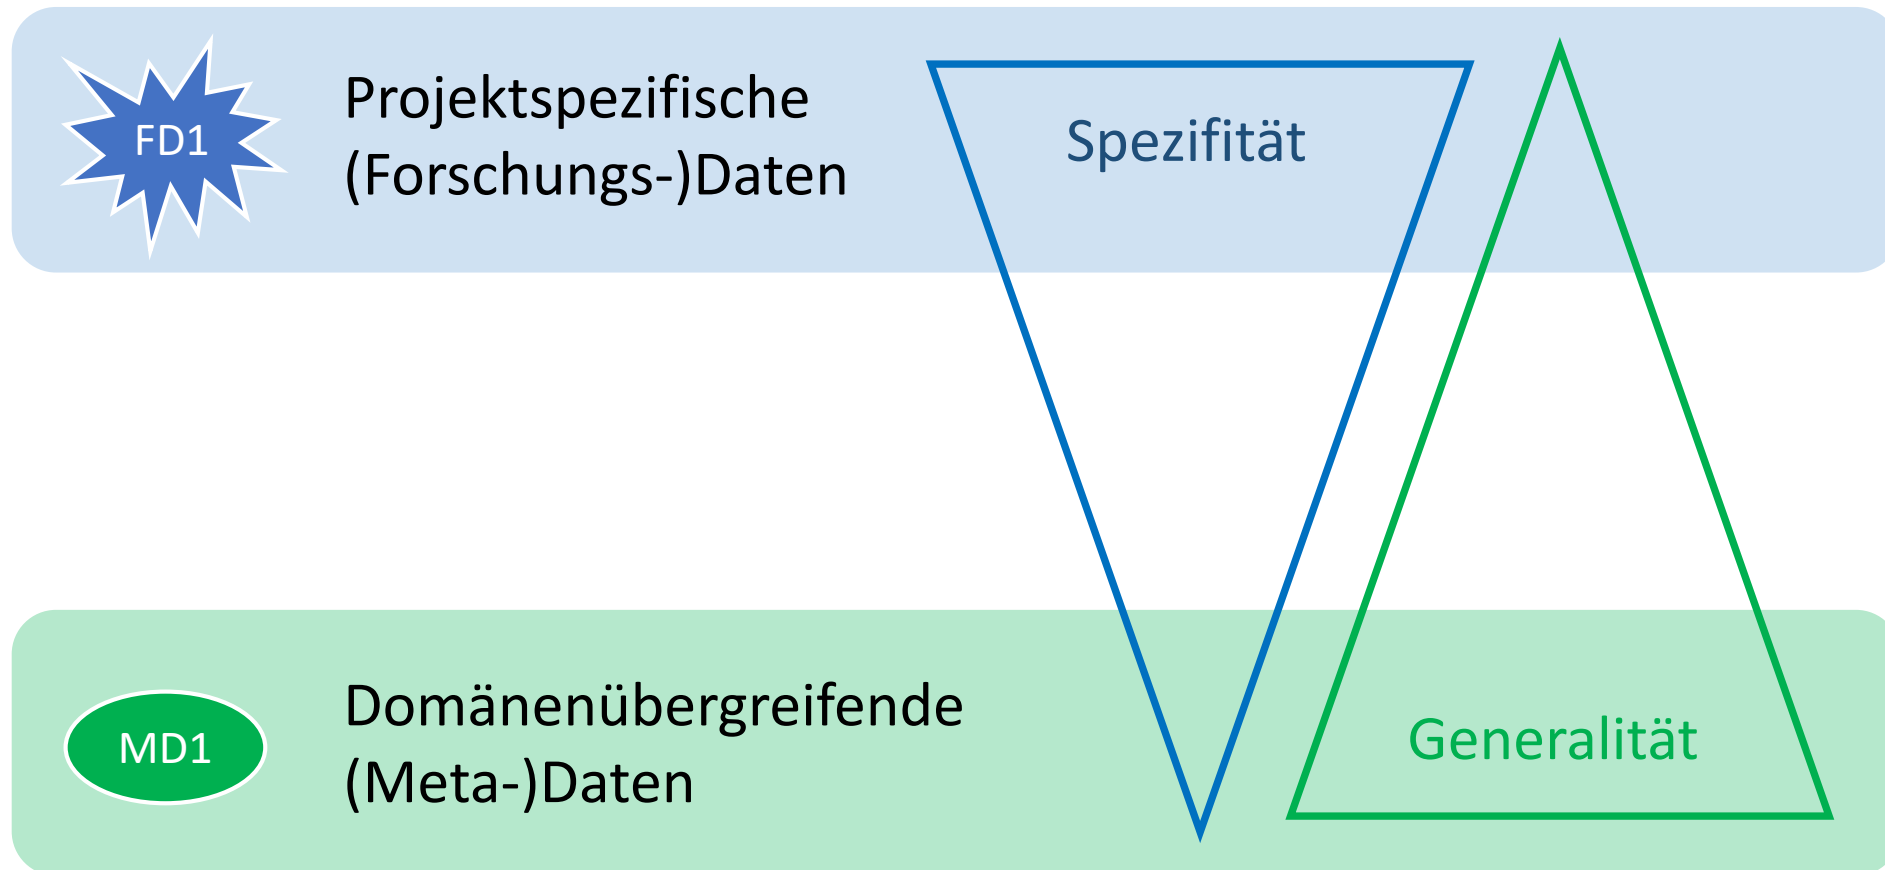 FD1
Projektspezifische
(Forschungs-)Daten
Spezifität
MD1
Domänenübergreifende
(Meta-)Daten
Generalität